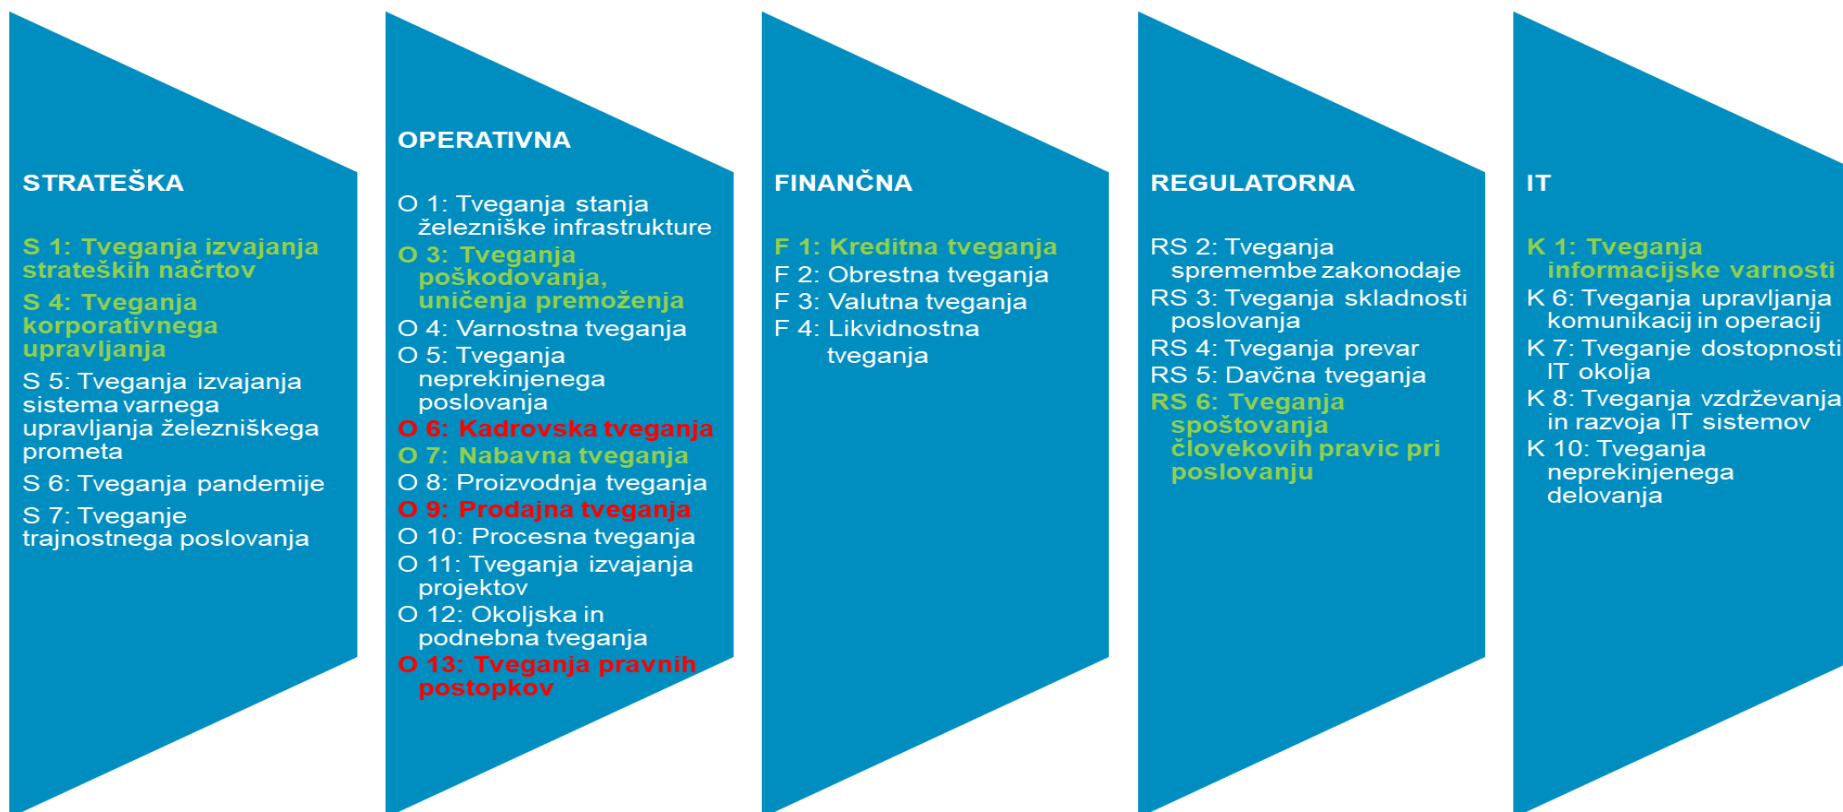 STRATEŠKA
S 1: Tveganja izvajanja
strateških načrtov
S 4: Tveganja
korporativnega
upravljanja
S 5: Tveganja izvajanja
sistema varnega
upravljanja železniškega
prometa
S 6: Tveganja pandemije
S 7: Tveganje
trajnostnega poslovanja
OPERATIVNA
O 1: Tveganja stanja
železniške infrastrukture
O 3: Tveganja
poškodovanja,
uničenja premoženja
O 4: Varnostna tveganja
O 5: Tveganja
neprekinjenega
poslovanja
O 6: Kadrovska tveganja
O 7: Nabavna tveganja
O 8: Proizvodnja tveganja
O 9: Prodajna tveganja
O 10: Procesna tveganja
O 11: Tveganja izvajanja
projektov
O 12: Okoljska in
podnebna tveganja
O 13: Tveganja pravnih
postopkov
FINANČNA
F 1: Kreditna tveganja
F 2: Obrestna tveganja
F 3: Valutna tveganja
F 4: Likvidnostna
tveganja
REGULATORNA
RS 2: Tveganja
spremembe zakonodaje
RS 3: Tveganja skladnosti
poslovanja
RS 4: Tveganja prevar
RS 5: Davčna tveganja
RS 6: Tveganja
spoštovanja
človekovih pravic pri
poslovanju
IT
K 1: Tveganja
informacijske varnosti
K 6: Tveganja upravljanja
komunikacij in operacij
K 7: Tveganje dostopnosti
IT okolja
K 8: Tveganja vzdrževanja
in razvoja IT sistemov
K 10: Tveganja
neprekinjenega
delovanja